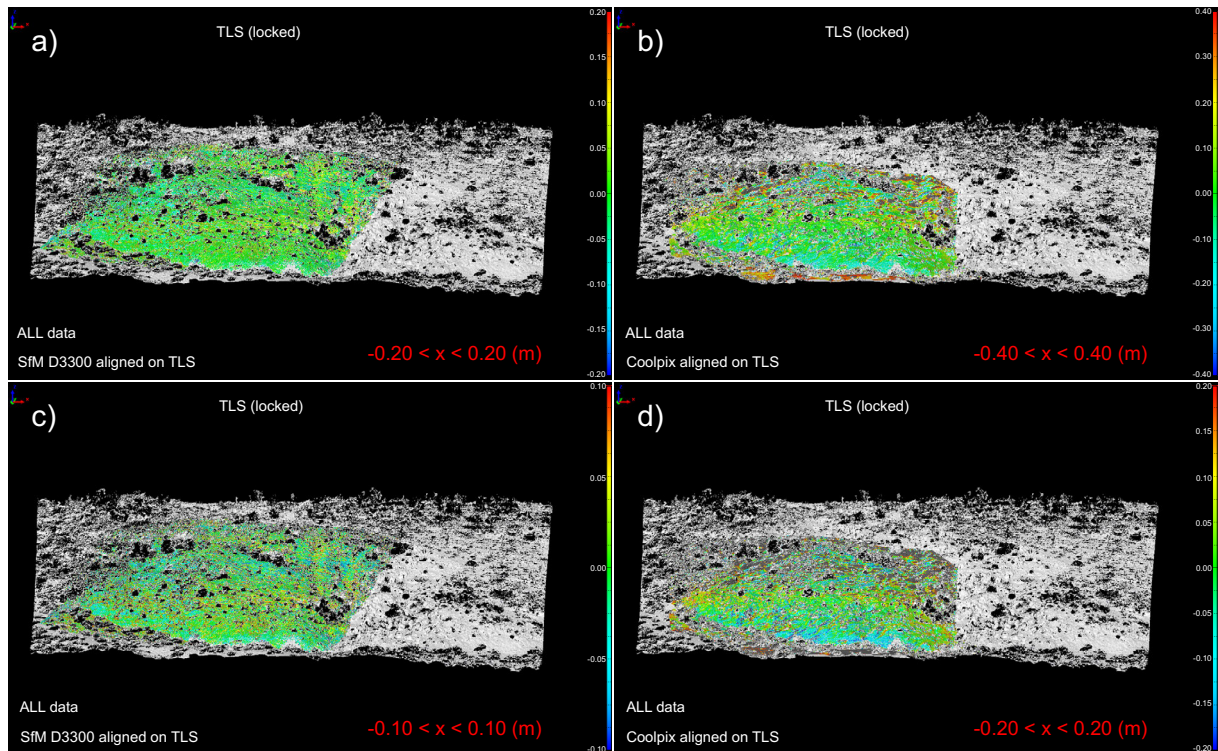 a)
TLS (locked)
0.20
0.15
0.10
0.05
0.00
-0.05
-0.10
-0.15
-0.20
ALL data
SfM D3300 aligned on TLS
-0.20 < x < 0.20 (m)
b)
TLS (locked)
0.40
0.30
0.20
0.10
0.00
-0.10
-0.20
-0.30
-0.40
ALL data
Coolpix aligned on TLS
-0.40 < x < 0.40 (m)
c)
TLS (locked)
0.10
0.05
0.00
-0.05
-0.10
ALL data
SfM D3300 aligned on TLS
-0.10 < x < 0.10 (m)
d)
TLS (locked)
0.20
0.15
0.10
0.05
0.00
-0.05
-0.10
-0.15
-0.20
ALL data
Coolpix aligned on TLS
-0.20 < x < 0.20 (m)